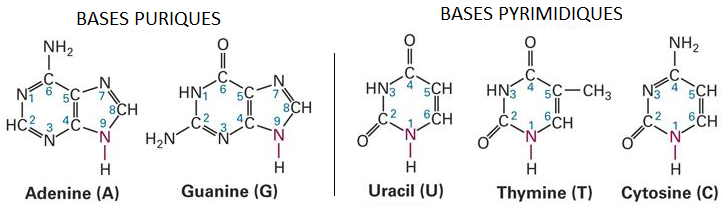 BASES PURIQUES
BASES PYRIMIDIQUES
NH₂
C
6
N
1
5
C
N
7
8
CH
HC
2
N
3
4
C
9
N
H
Adenine (A)
O
C
6
HN
1
5
C
N
7
8
CH
H₂N
C
2
N
3
4
C
9
N
H
Guanine (G)
O
C
4
HN
3
5
CH
C
2
6
CH
O
1
N
H
Uracil (U)
O
C
4
HN
3
5
C
CH₃
C
2
6
CH
O
1
N
H
Thymine (T)
NH₂
C
4
N
3
5
CH
C
2
6
CH
O
1
N
H
Cytosine (C)